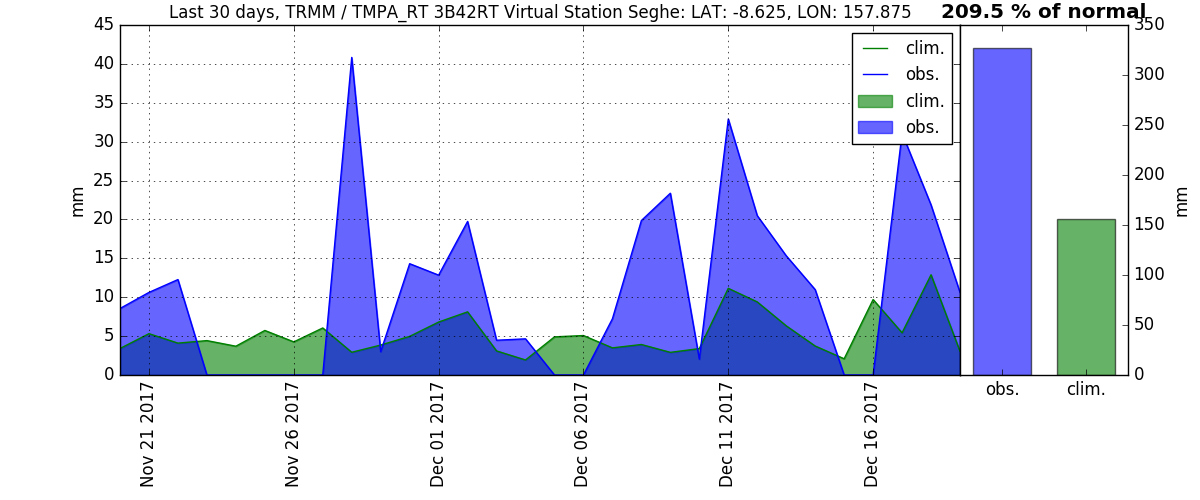 Last 30 days, TRMM / TMPA_RT 3B42RT Virtual Station Seghe: LAT: -8.625, LON: 157.875
209.5 % of normal
45
40
35
30
25
20
15
10
5
0
mm
clim.
obs.
clim.
obs.
Nov 21 2017
Nov 26 2017
Dec 01 2017
Dec 06 2017
Dec 11 2017
Dec 16 2017
350
300
250
200
150
100
50
0
mm
obs.
clim.